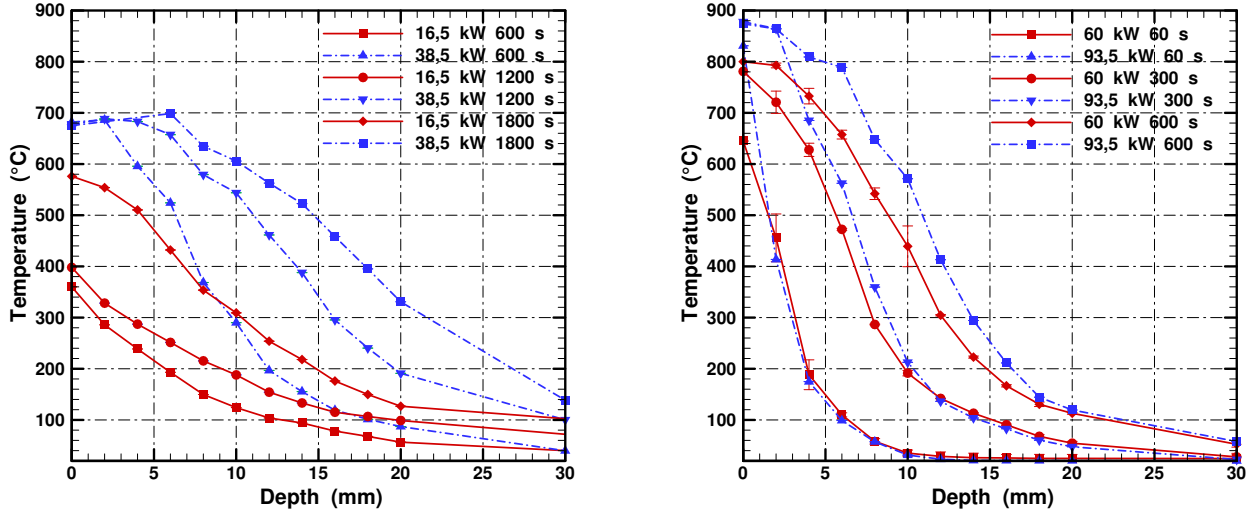 900
800
700
600
500
400
300
200
100
Temperature (°C)
16,5 kW 600 s
38,5 kW 600 s
16,5 kW 1200 s
38,5 kW 1200 s
16,5 kW 1800 s
38,5 kW 1800 s
0 5 10 15 20 25 30
Depth (mm)
900
800
700
600
500
400
300
200
100
Temperature (°C)
60 kW 60 s
93,5 kW 60 s
60 kW 300 s
93,5 kW 300 s
60 kW 600 s
93,5 kW 600 s
0 5 10 15 20 25 30
Depth (mm)